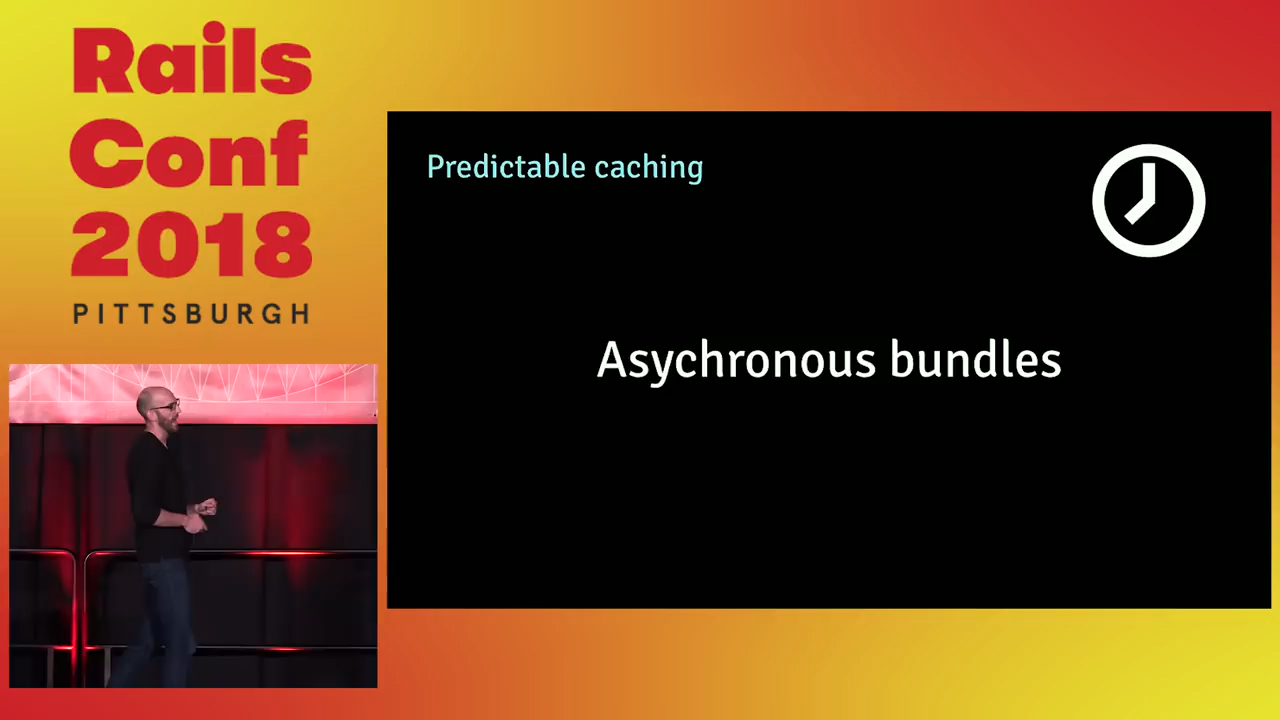 Rails
Conf
2018
PITTSBURGH
Predictable caching
Asychronous bundles